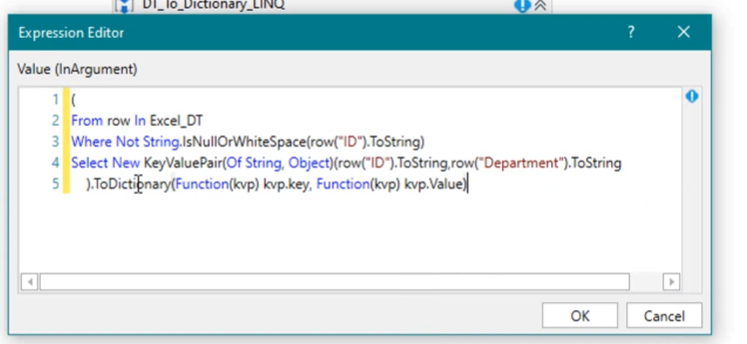 DT_To_Dictionary_LINQ
Expression Editor
? ×
Value (InArgument)
1 (
2 From row In Excel_DT
3 Where Not String.IsNullOrWhiteSpace(row("ID").ToString)
4 Select New KeyValuePair(Of String, Object)(row("ID").ToString,row("Department").ToString
5 ).ToDictionary(Function(kvp) kvp.key, Function(kvp) kvp.Value)
OK Cancel